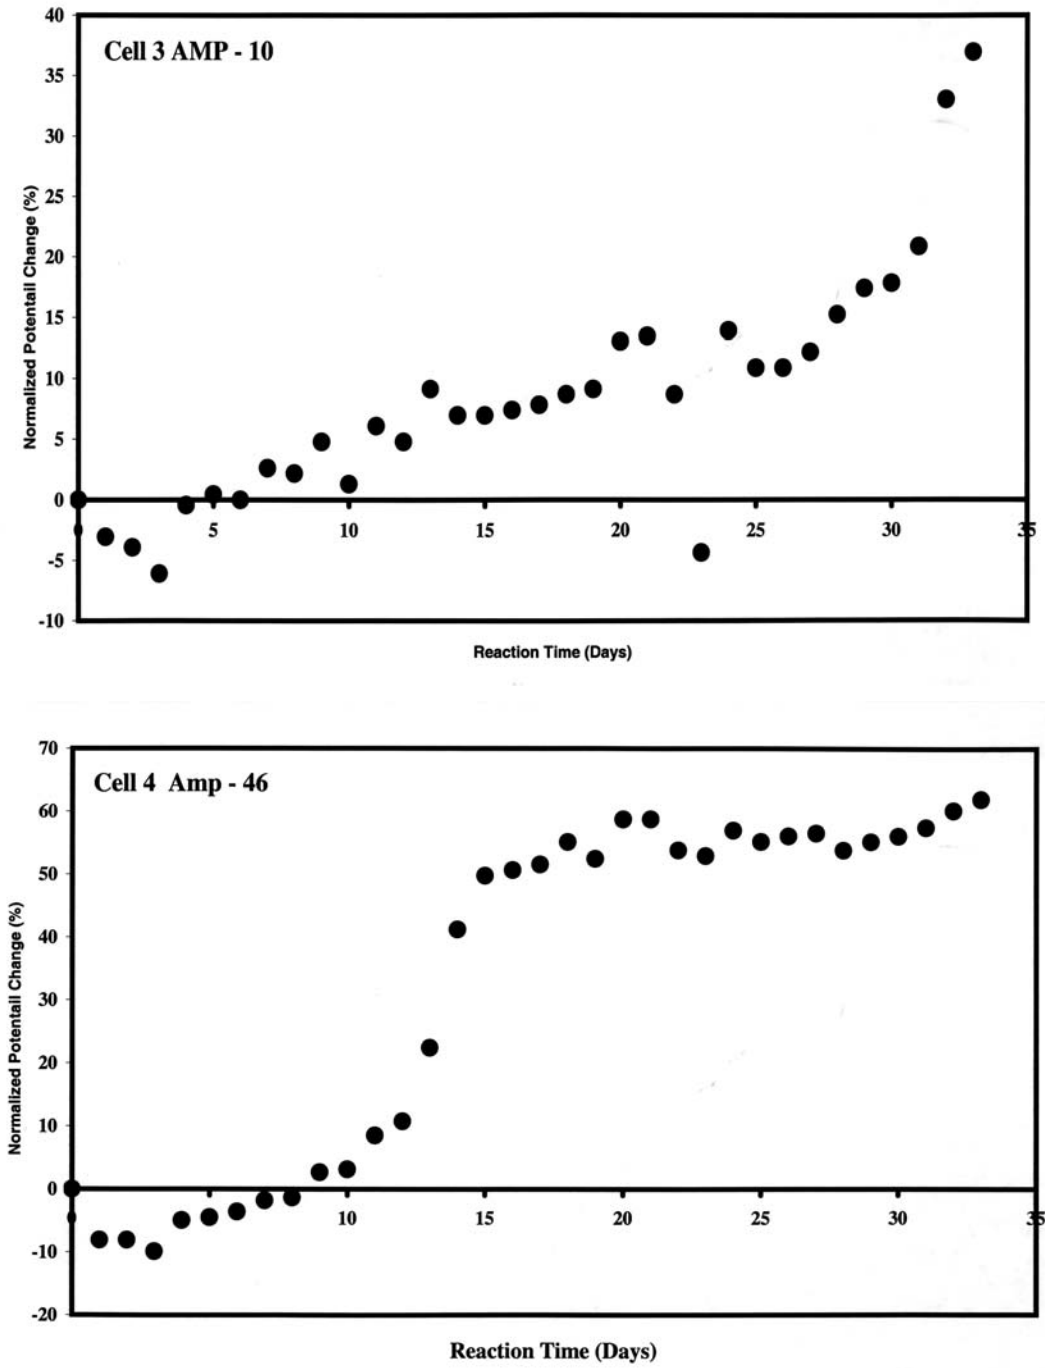 40
Cell 3 AMP - 10
35
30
25
20
15
10
5
0
-5
-10
0 5 10 15 20 25 30 35
Normalized Potentail Change (%)
Reaction Time (Days)
70
Cell 4 Amp - 46
60
50
40
30
20
10
0
-10
-20
0 10 15 20 25 30 35
Normalized Potentail Change (%)
Reaction Time (Days)